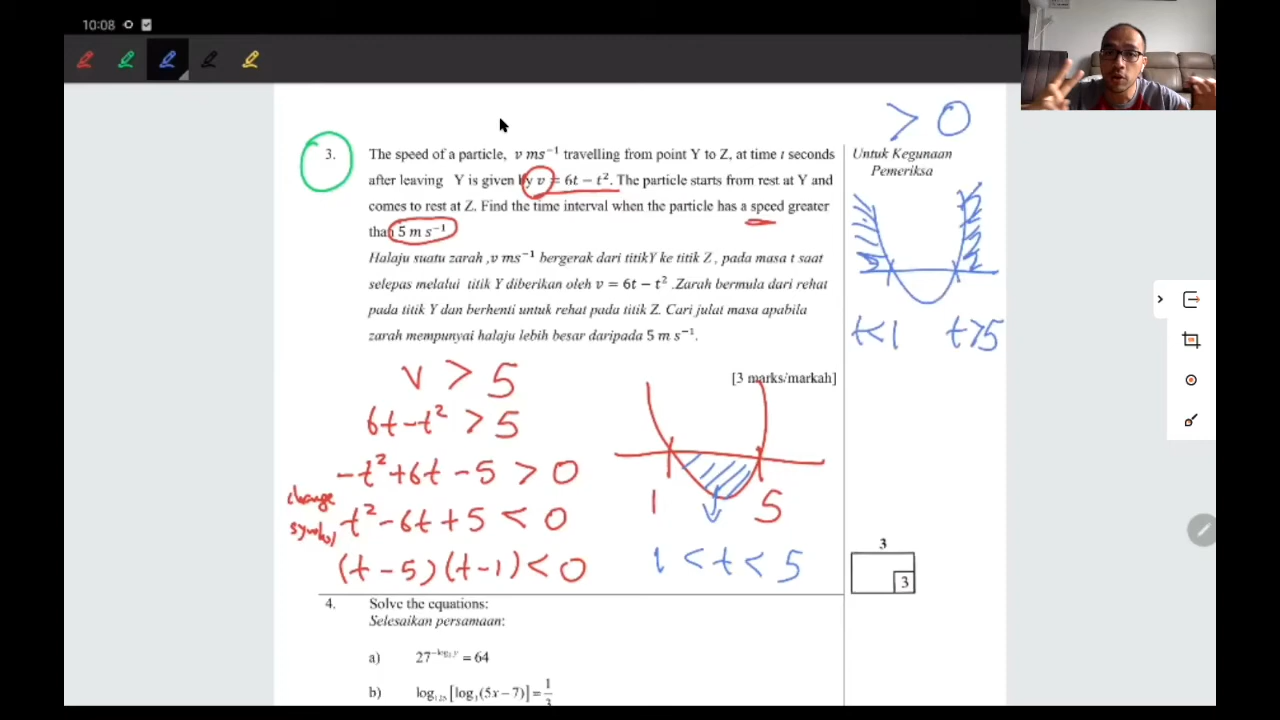 10:08
> 0
3. The speed of a particle, v ms⁻¹ travelling from point Y to Z, at time t seconds
after leaving Y is given by v = 6t − t². The particle starts from rest at Y and
comes to rest at Z. Find the time interval when the particle has a speed greater
than 5 m s⁻¹
Untuk Kegunaan
Pemeriksa
Halaju suatu zarah ,v ms⁻¹ bergerak dari titikY ke titik Z , pada masa t saat
selepas melalui titik Y diberikan oleh v = 6t − t² .Zarah bermula dari rehat
pada titik Y dan berhenti untuk rehat pada titik Z. Cari julat masa apabila
zarah mempunyai halaju lebih besar daripada 5 m s⁻¹.
t<1 t>5
[3 marks/markah]
v > 5
6t-t² > 5
-t²+6t-5 > 0
change
symbol
t²-6t+5 < 0
(t-5)(t-1)<0
1 5
1 < t < 5
3
3
4. Solve the equations:
Selesaikan persamaan:
a) = 64
b)